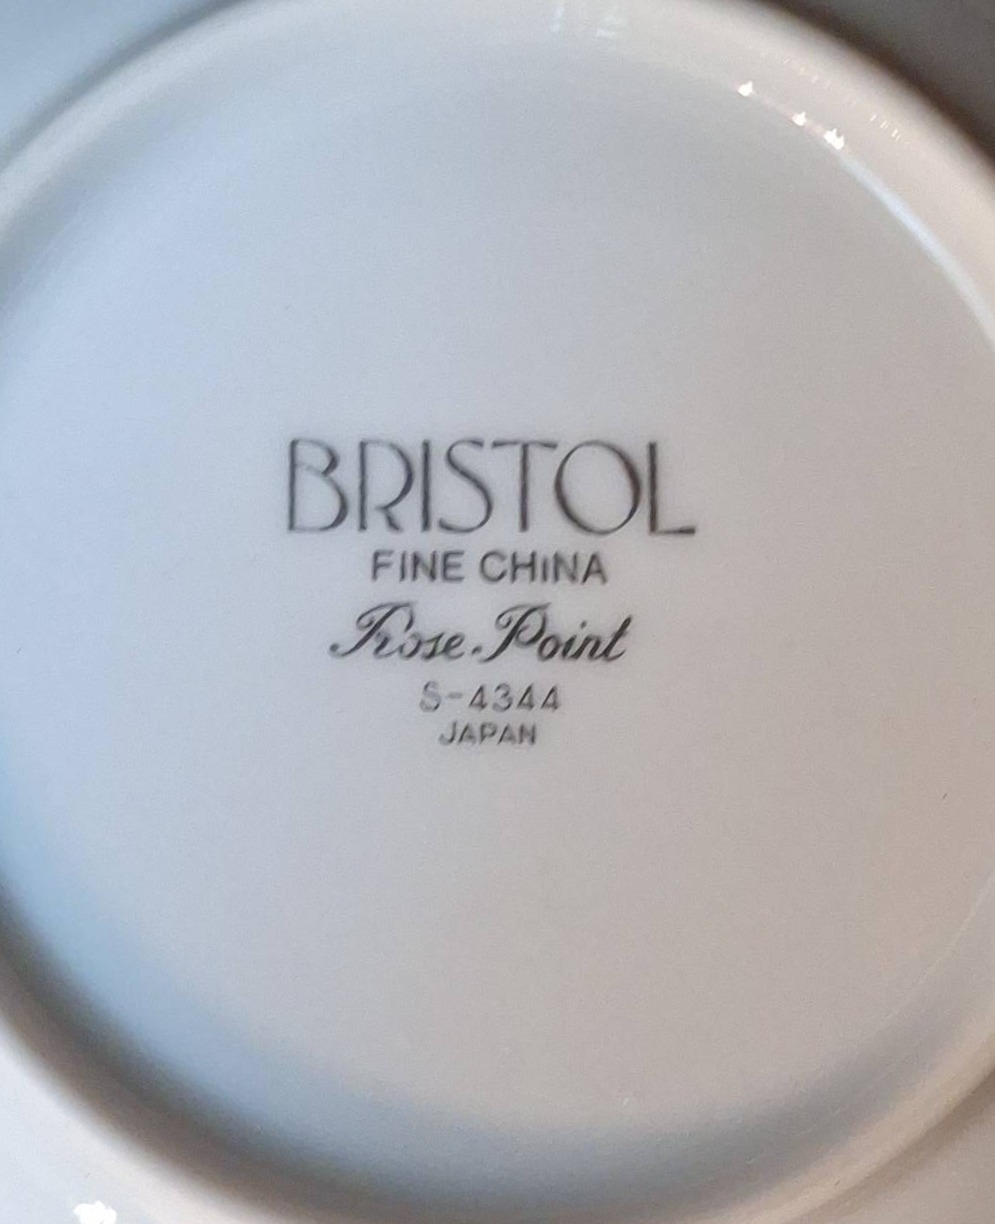 BRISTOL
FINE CHINA
Rose Point
S-4344
JAPAN